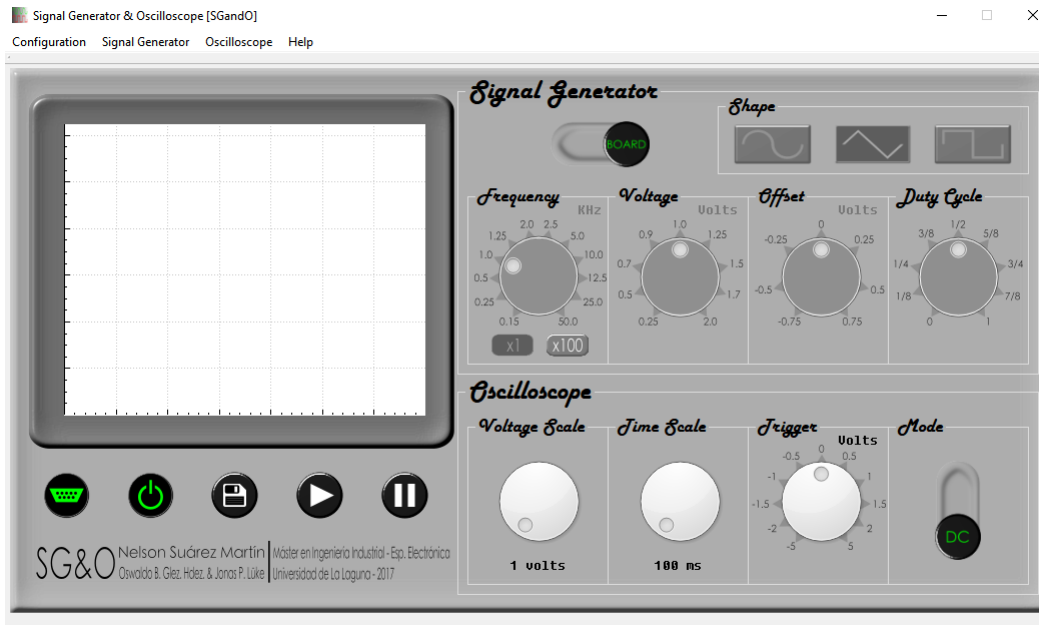 Signal Generator & Oscilloscope [SGandO]
Configuration Signal Generator Oscilloscope Help
Signal Generator
BOARD
Shape
Frequency
KHz
0.15
0.25
0.5
1.0
1.25
2.0
2.5
5.0
10.0
12.5
25.0
50.0
x1
x100
Voltage
Volts
0.25
0.5
0.7
0.9
1.0
1.25
1.5
1.7
2.0
Offset
Volts
-0.75
-0.5
-0.25
0
0.25
0.5
0.75
Duty Cycle
0
1/8
1/4
3/8
1/2
5/8
3/4
7/8
1
Oscilloscope
Voltage Scale
1 volts
Time Scale
100 ms
Trigger
Volts
-5
-2
-1.5
-1
-0.5
0
0.5
1
1.5
2
5
Mode
DC
SG&O
Nelson Suárez Martín
Oswaldo B. Glez. Hdez. & Jonas P. Lüke
Máster en Ingeniería Industrial - Esp. Electrónica
Universidad de La Laguna - 2017